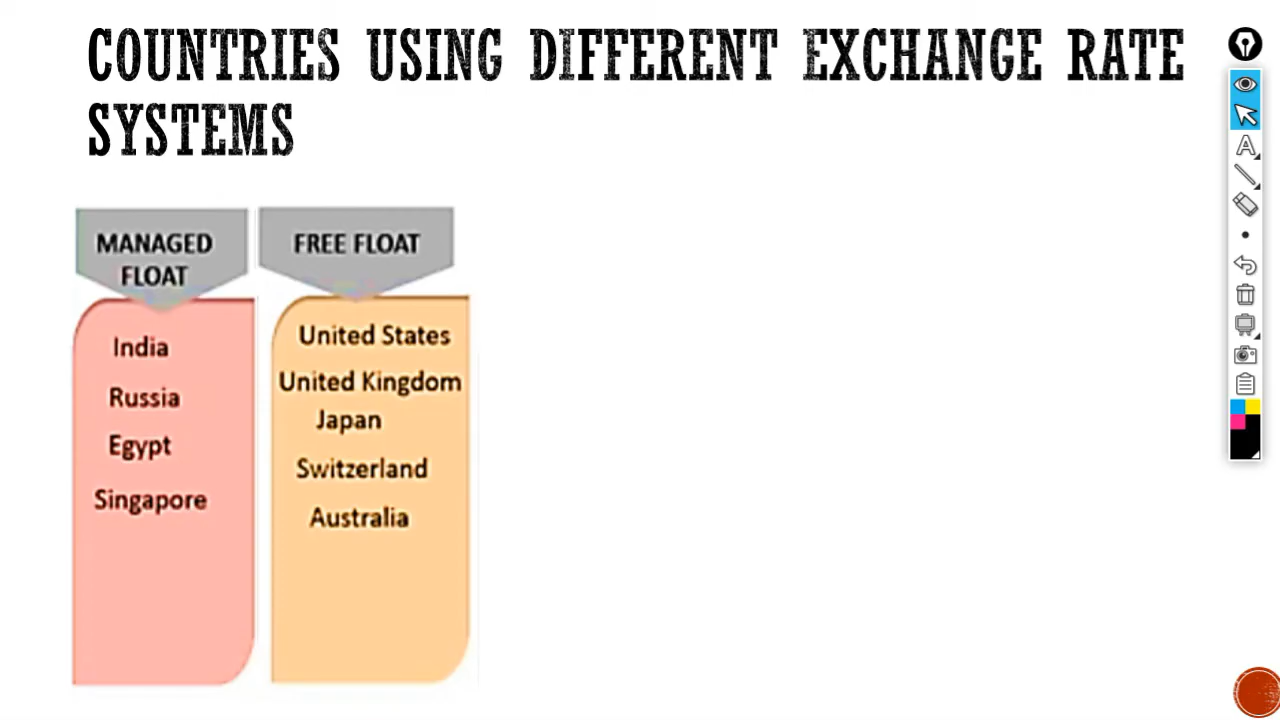 COUNTRIES USING DIFFERENT EXCHANGE RATE
SYSTEMS
MANAGED
FLOAT
India
Russia
Egypt
Singapore
FREE FLOAT
United States
United Kingdom
Japan
Switzerland
Australia
A